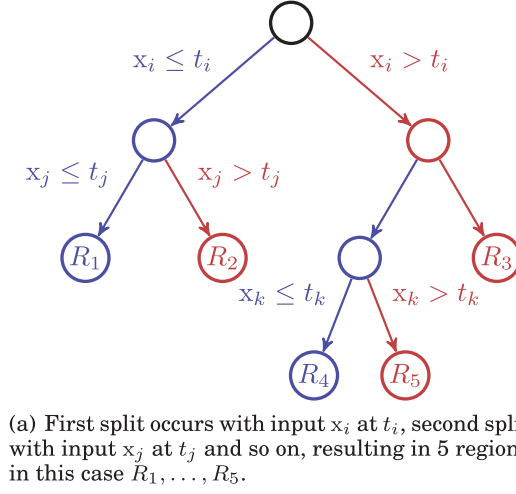 x_i ≤ t_i x_i > t_i
x_j ≤ t_j x_j > t_j
R_1 R_2 R_3
x_k ≤ t_k x_k > t_k
R_4 R_5
(a) First split occurs with input x_i at t_i, second spli
with input x_j at t_j and so on, resulting in 5 region
in this case R_1, . . . , R_5.